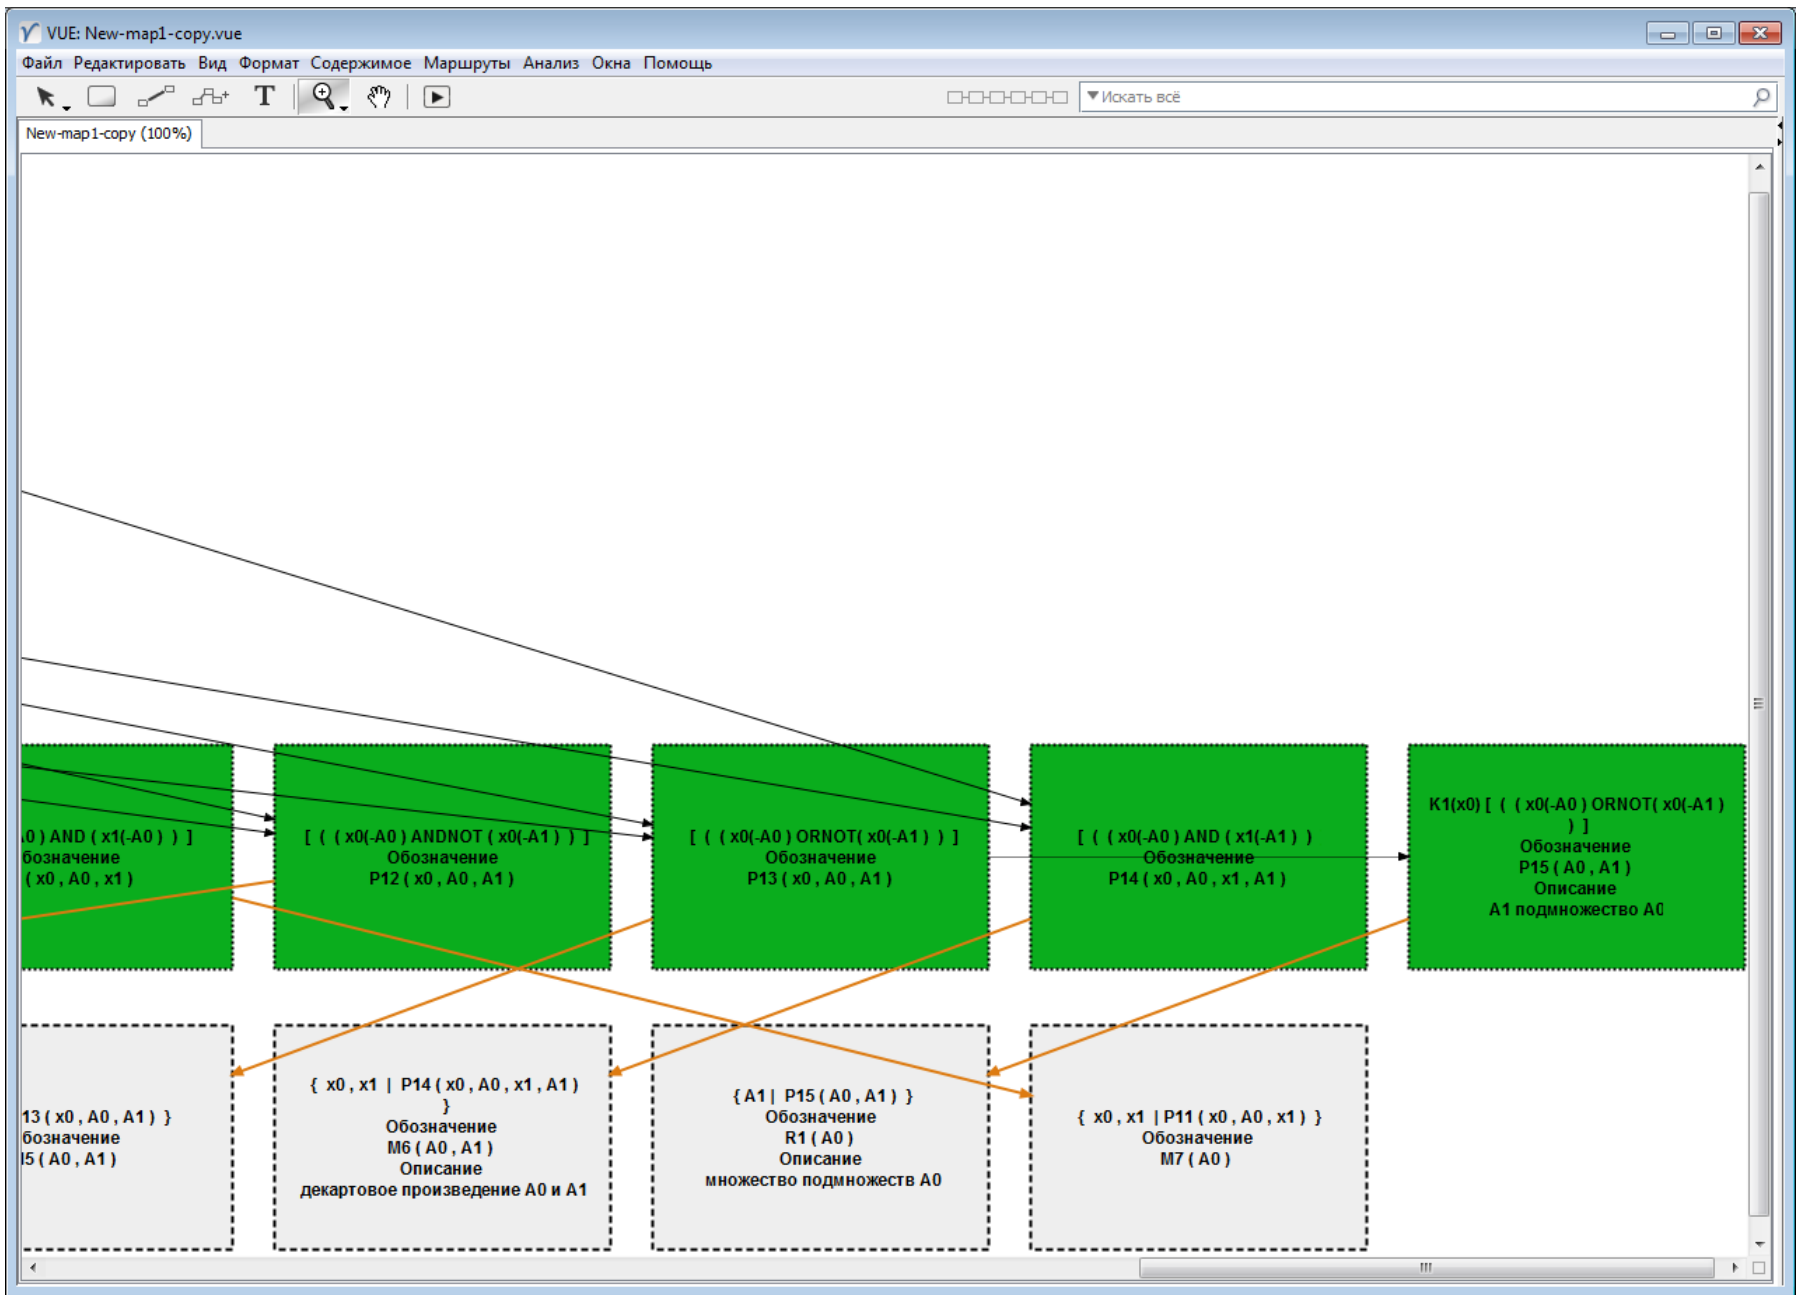 VUE: New-map1-copy.vue
Файл Редактировать Вид Формат Содержимое Маршруты Анализ Окна Помощь
T
Искать всё
New-map1-copy (100%)
A0 ) AND ( x1(-A0 ) ) ]
бозначение
( x0 , A0 , x1 )
[ ( ( x0(-A0 ) ANDNOT ( x0(-A1 ) ) ]
Обозначение
P12 ( x0 , A0 , A1 )
[ ( ( x0(-A0 ) ORNOT( x0(-A1 ) ) ]
Обозначение
P13 ( x0 , A0 , A1 )
[ ( ( x0(-A0 ) AND ( x1(-A1 ) )
Обозначение
P14 ( x0 , A0 , x1 , A1 )
K1(x0) [ ( ( x0(-A0 ) ORNOT( x0(-A1 )
) ]
Обозначение
P15 ( A0 , A1 )
Описание
A1 подмножество A0
13 ( x0 , A0 , A1 ) }
бозначение
5 ( A0 , A1 )
{ x0 , x1 | P14 ( x0 , A0 , x1 , A1 )
}
Обозначение
M6 ( A0 , A1 )
Описание
декартовое произведение A0 и A1
{ A1 | P15 ( A0 , A1 ) }
Обозначение
R1 ( A0 )
Описание
множество подмножеств A0
{ x0 , x1 | P11 ( x0 , A0 , x1 ) }
Обозначение
M7 ( A0 )